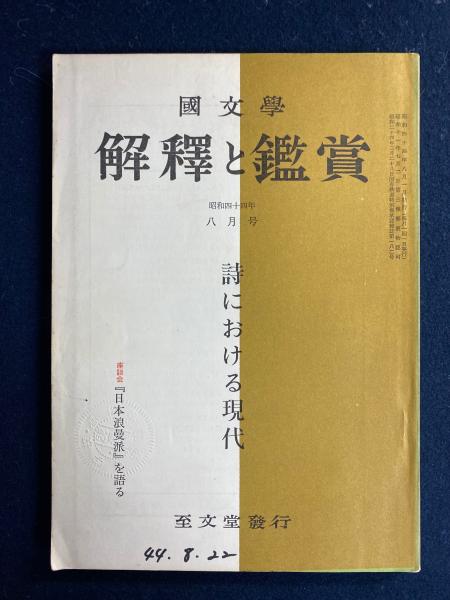 國文學
解釋と鑑賞
昭和四十四年
八月号
詩における現代
座談会
『日本浪曼派』を語る
至文堂發行
44.8.22